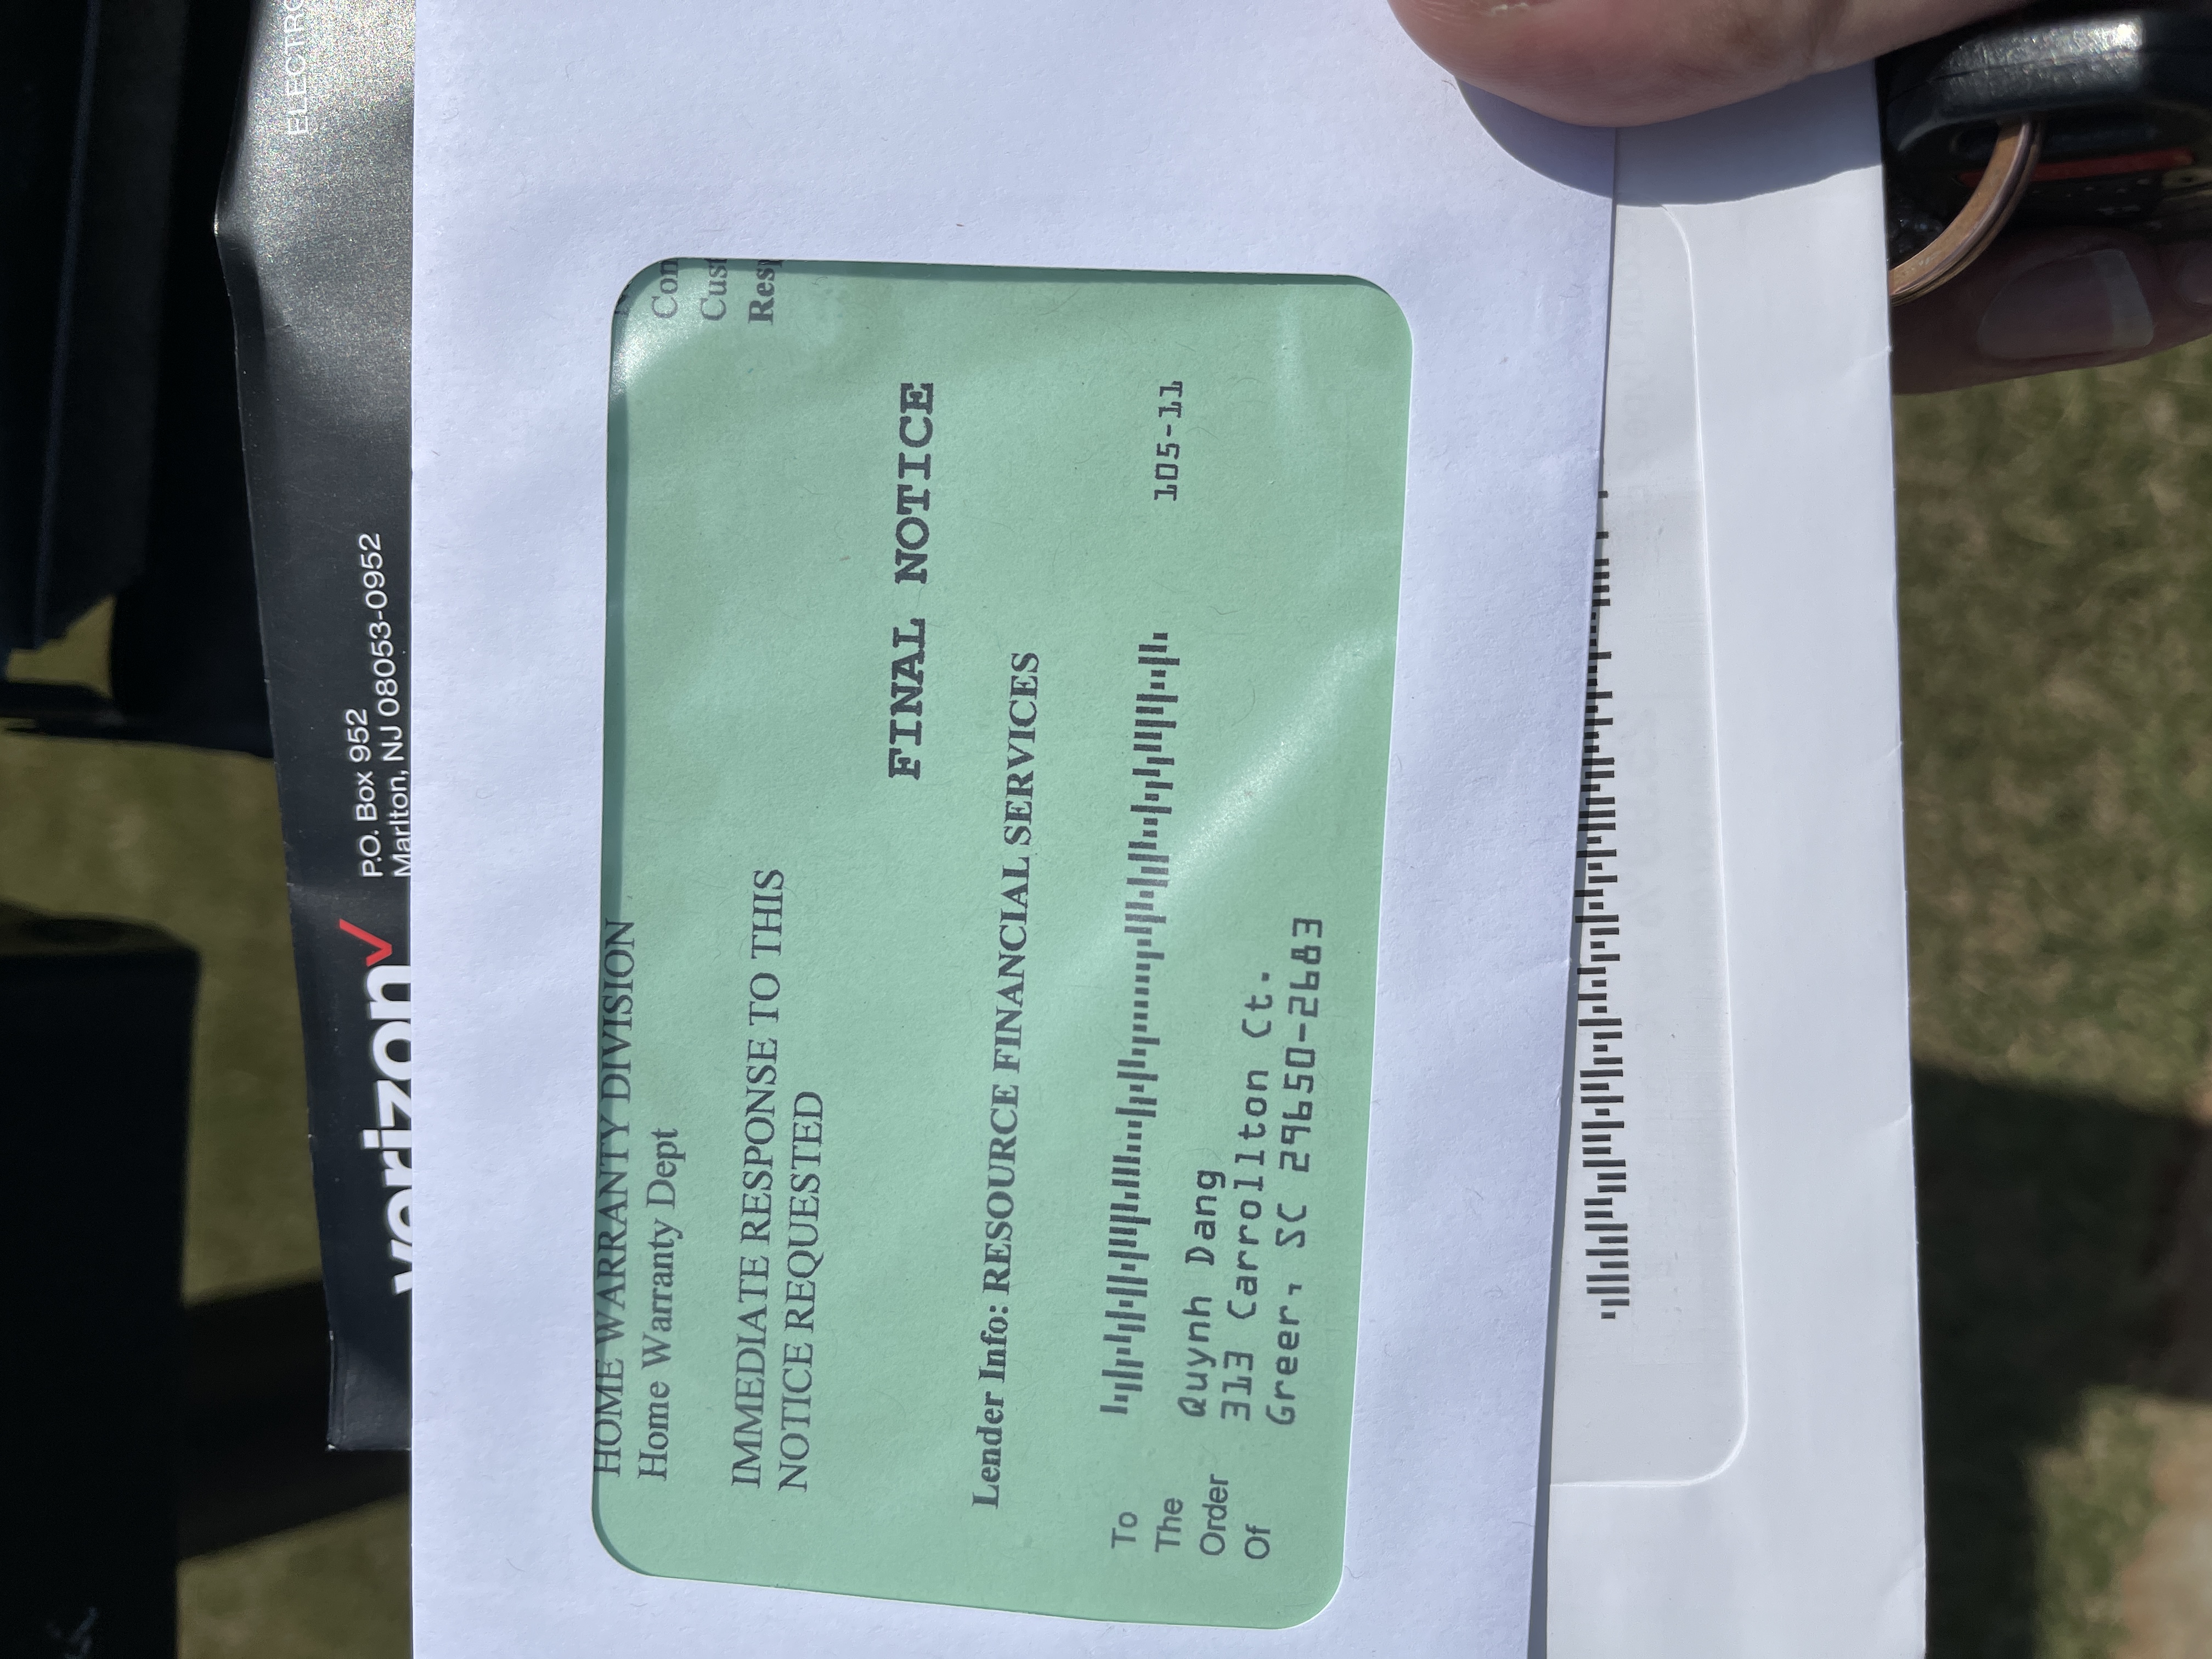 ELECTRO
verizon
P.O. Box 952
Marlton, NJ 08053-0952
HOME WARRANTY DIVISION
Home Warranty Dept
Con
Cust
Resp
IMMEDIATE RESPONSE TO THIS
NOTICE REQUESTED
FINAL NOTICE
Lender Info: RESOURCE FINANCIAL SERVICES
To
The
Order
Of
105-11
Quynh Dang
313 Carrollton Ct.
Greer, SC 29650-2683